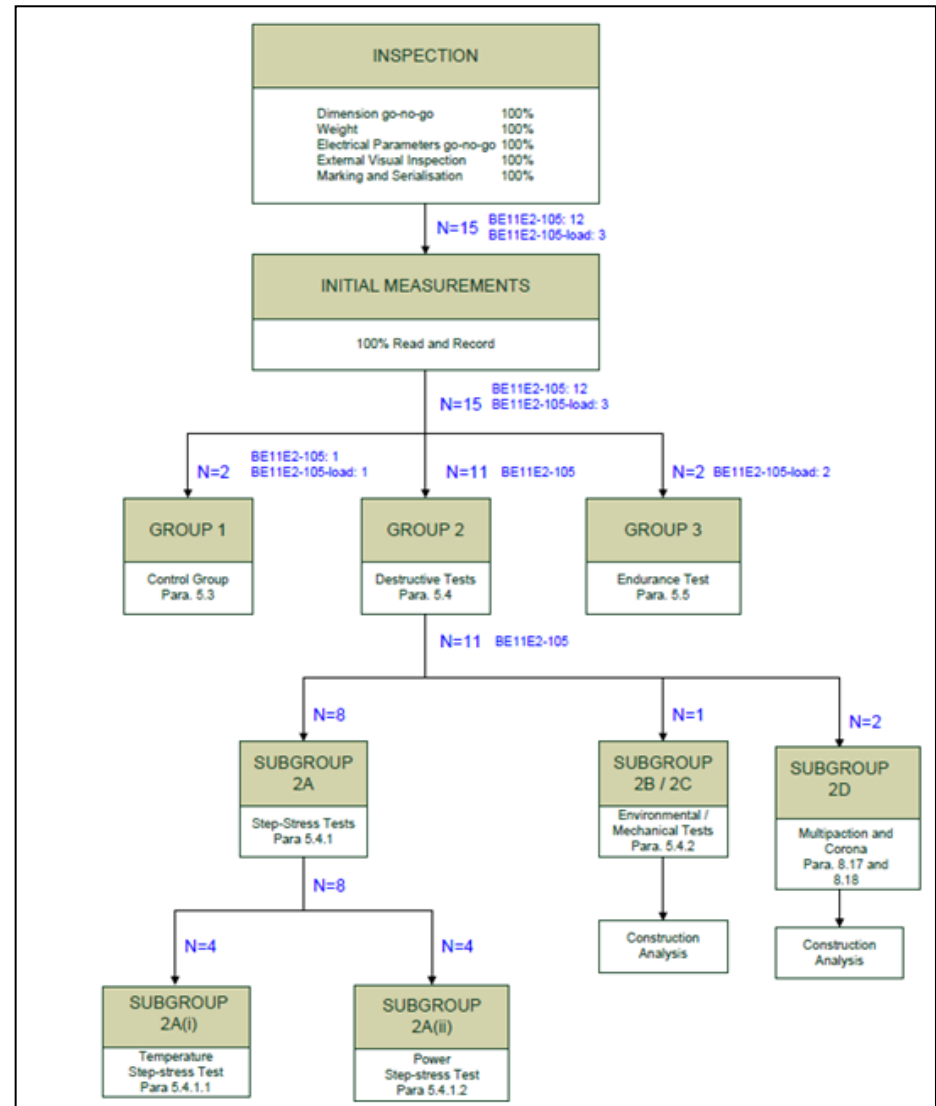 INSPECTION
Dimension go-no-go 100%
Weight 100%
Electrical Parameters go-no-go 100%
External Visual Inspection 100%
Marking and Serialisation 100%
N=15 BE11E2-105: 12
BE11E2-105-load: 3
INITIAL MEASUREMENTS
100% Read and Record
N=15 BE11E2-105: 12
BE11E2-105-load: 3
N=2 BE11E2-105: 1
BE11E2-105-load: 1
N=11 BE11E2-105
N=2 BE11E2-105-load: 2
GROUP 1
Control Group
Para. 5.3
GROUP 2
Destructive Tests
Para. 5.4
GROUP 3
Endurance Test
Para. 5.5
N=11 BE11E2-105
N=8
N=1
N=2
SUBGROUP
2A
Step-Stress Tests
Para 5.4.1
SUBGROUP
2B / 2C
Environmental /
Mechanical Tests
Para. 5.4.2
SUBGROUP
2D
Multipaction and
Corona
Para. 8.17 and
8.18
N=8
Construction
Analysis
Construction
Analysis
N=4
N=4
SUBGROUP
2A(i)
Temperature
Step-stress Test
Para 5.4.1.1
SUBGROUP
2A(ii)
Power
Step-stress Test
Para 5.4.1.2